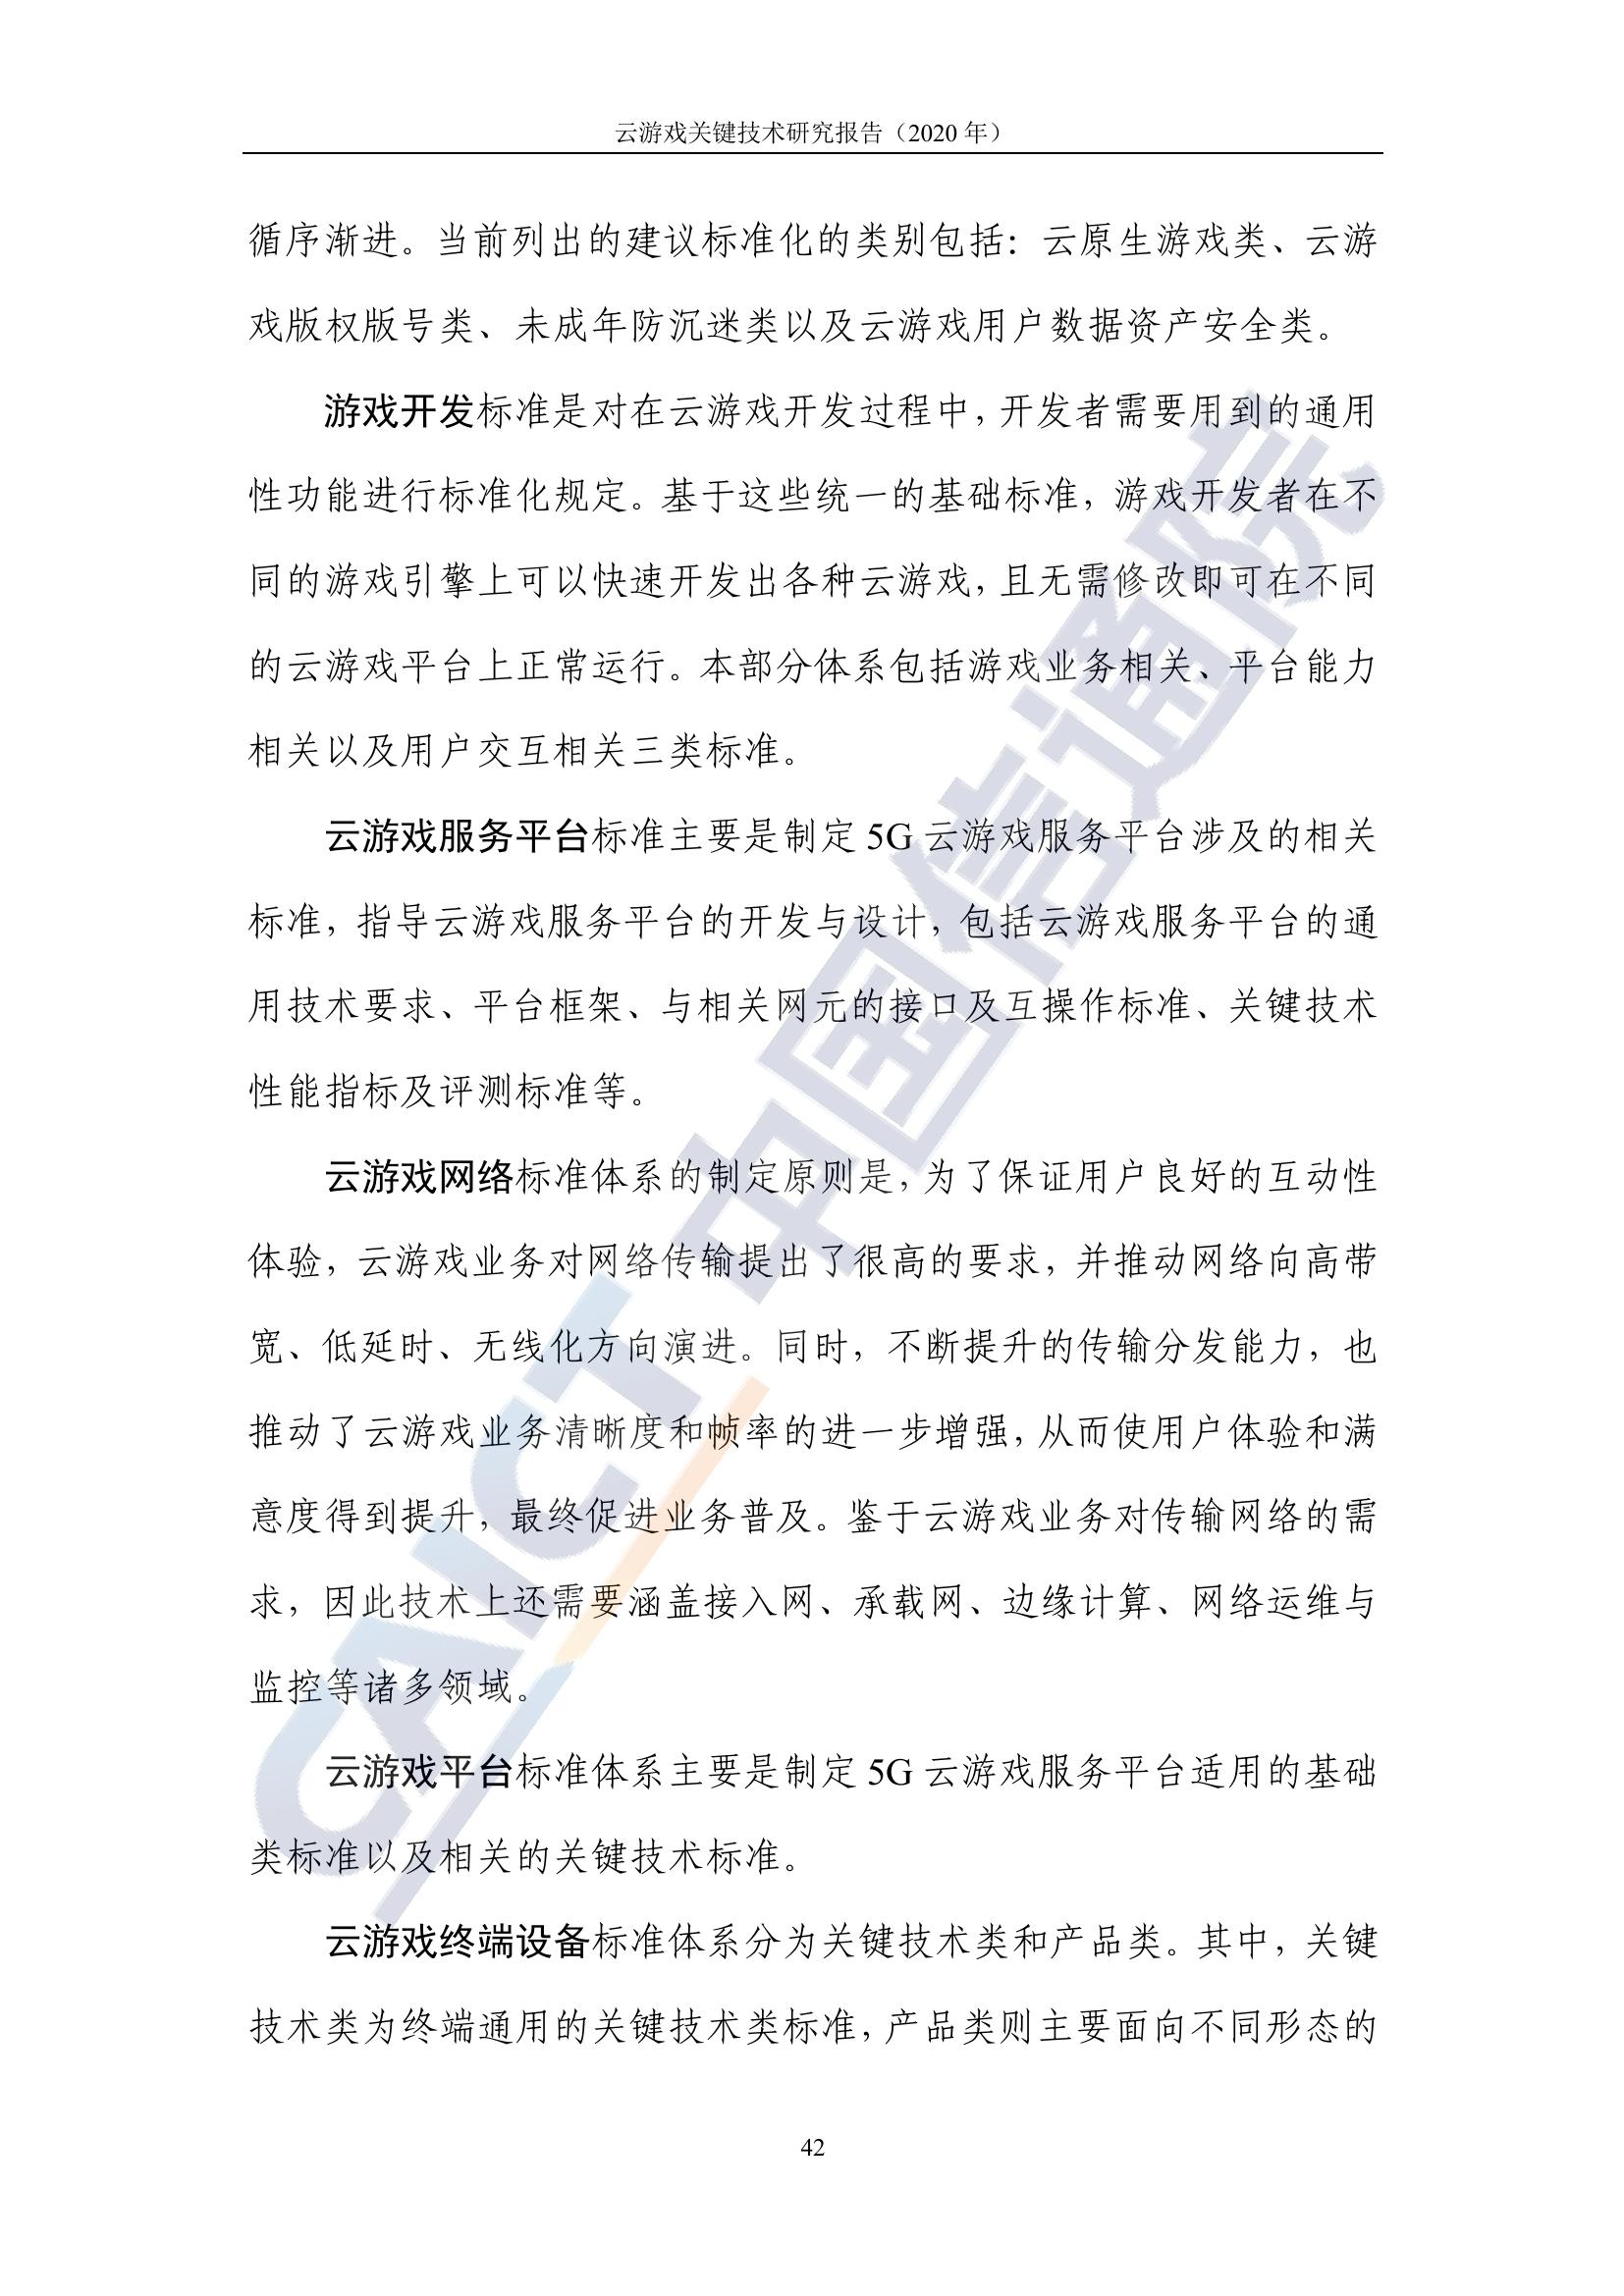 云游戏关键技术研究报告（2020 年）
循序渐进。当前列出的建议标准化的类别包括：云原生游戏类、云游
戏版权版号类、未成年防沉迷类以及云游戏用户数据资产安全类。
游戏开发标准是对在云游戏开发过程中，开发者需要用到的通用
性功能进行标准化规定。基于这些统一的基础标准，游戏开发者在不
同的游戏引擎上可以快速开发出各种云游戏，且无需修改即可在不同
的云游戏平台上正常运行。本部分体系包括游戏业务相关、平台能力
相关以及用户交互相关三类标准。
云游戏服务平台标准主要是制定 5G 云游戏服务平台涉及的相关
标准，指导云游戏服务平台的开发与设计，包括云游戏服务平台的通
用技术要求、平台框架、与相关网元的接口及互操作标准、关键技术
性能指标及评测标准等。
云游戏网络标准体系的制定原则是，为了保证用户良好的互动性
体验，云游戏业务对网络传输提出了很高的要求，并推动网络向高带
宽、低延时、无线化方向演进。同时，不断提升的传输分发能力，也
推动了云游戏业务清晰度和帧率的进一步增强，从而使用户体验和满
意度得到提升，最终促进业务普及。鉴于云游戏业务对传输网络的需
求，因此技术上还需要涵盖接入网、承载网、边缘计算、网络运维与
监控等诸多领域。
云游戏平台标准体系主要是制定 5G 云游戏服务平台适用的基础
类标准以及相关的关键技术标准。
云游戏终端设备标准体系分为关键技术类和产品类。其中，关键
技术类为终端通用的关键技术类标准，产品类则主要面向不同形态的
42
CAICT 中国信通院